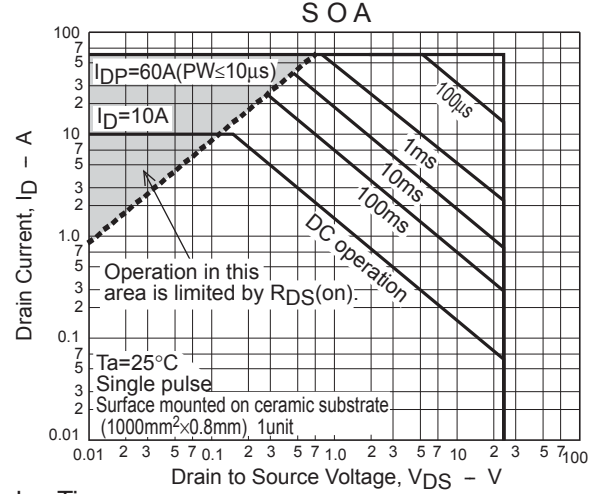 S O A
100
7
5
3
2
10
7
5
3
2
1.0
7
5
3
2
0.1
7
5
3
2
0.01
Drain Current, ID – A
IDP=60A(PW≤10μs)
ID=10A
100μs
1ms
10ms
100ms
DC operation
Operation in this
area is limited by RDS(on).
Ta=25°C
Single pulse
Surface mounted on ceramic substrate
(1000mm²×0.8mm) 1unit
0.01 2 3 5 7 0.1 2 3 5 7 1.0 2 3 5 7 10 2 3 5 7 100
Drain to Source Voltage, VDS – V